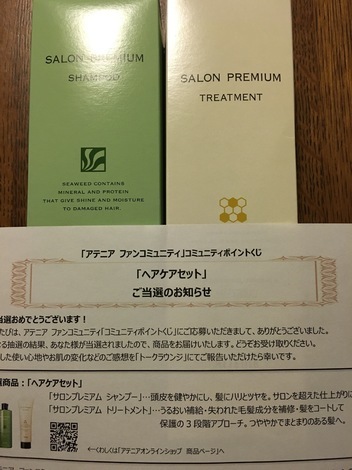 SALON PREMIUM
SHAMPOO
SEAWEED CONTAINS
MINERAL AND PROTEIN
THAT GIVE SHINE AND MOISTURE
TO DAMAGED HAIR.
SALON PREMIUM
TREATMENT
「アテニア ファンコミュニティ」コミュニティポイントくじ
「ヘアケアセット」
ご当選のお知らせ
当選おめでとうございます!
たびは、アテニア ファンコミュニティ「コミュニティポイントくじ」にご応募いただきまして、ありがとうございました。
なる抽選の結果、あなた様が当選されましたので、商品をお届けいたします。どうぞお受け取りください。
した使い心地やお肌の変化などのご感想を「トークラウンジ」にてご報告いただけたら幸いです。
選商品:「ヘアケアセット」
「サロンプレミアム シャンプー」…頭皮を健やかにし、髪にハリとツヤを。サロンを超えた仕上がりに
「サロンプレミアム トリートメント」…うるおい補給・失われた毛髪成分を補修・髪をコートして
保護の3段階アプローチ。つややかでまとまりのある髪へ。
←くわしくは「アテニアオンラインショップ 商品ページ」へ